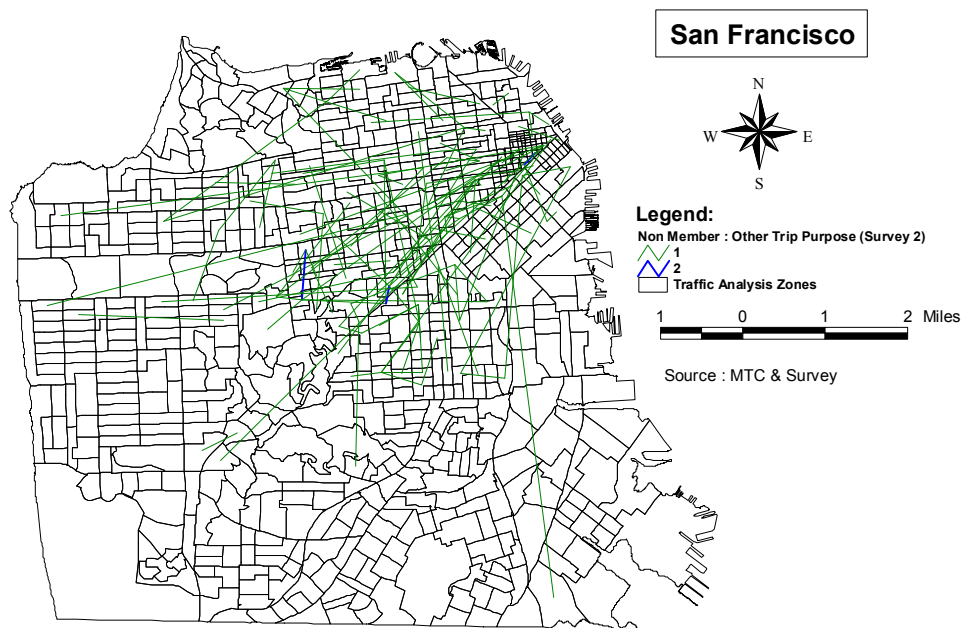 San Francisco
N
W E
S
Legend:
Non Member : Other Trip Purpose (Survey 2)
1
2
Traffic Analysis Zones
1 0 1 2 Miles
Source : MTC & Survey